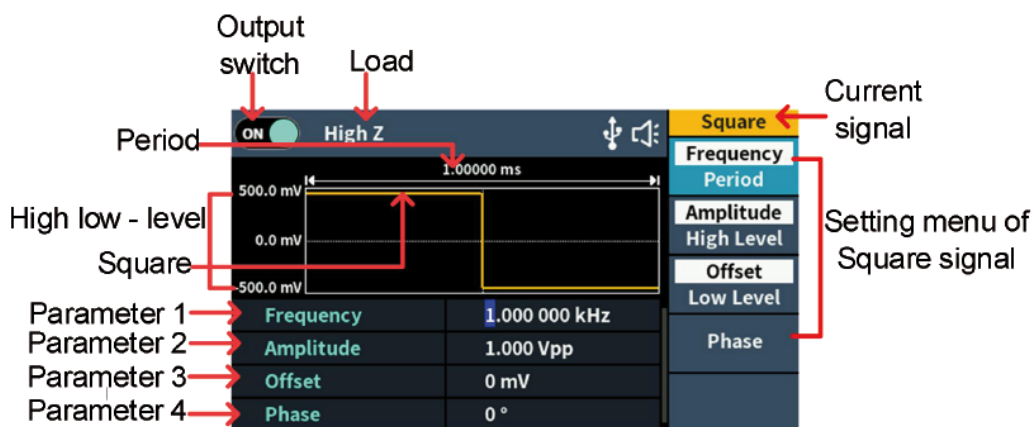 Output
switch
Load
Current
signal
ON
High Z
Square
Period
1.00000 ms
Frequency
Period
500.0 mV
High low - level
0.0 mV
Amplitude
High Level
Setting menu of
Square signal
Square
Offset
Low Level
-500.0 mV
Parameter 1
Frequency
1.000 000 kHz
Phase
Parameter 2
Amplitude
1.000 Vpp
Parameter 3
Offset
0 mV
Parameter 4
Phase
0 °